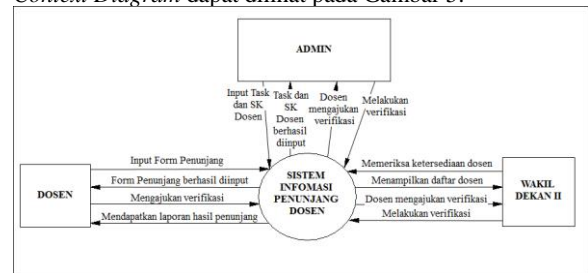 Context Diagram dapat dilihat pada Gambar 3.
ADMIN
Input Task
dan SK
Dosen
Task dan
SK
Dosen
berhasil
diinput
Dosen
mengajukan
verifikasi
Melakukan
verifikasi
DOSEN
Input Form Penunjang
Form Penunjang berhasil diinput
Mengajukan verifikasi
Mendapatkan laporan hasil penunjang
SISTEM
INFOMASI
PENUNJANG
DOSEN
Memeriksa ketersediaan dosen
Menampilkan daftar dosen
Dosen mengajukan verifikasi
Melakukan verifikasi
WAKIL
DEKAN II